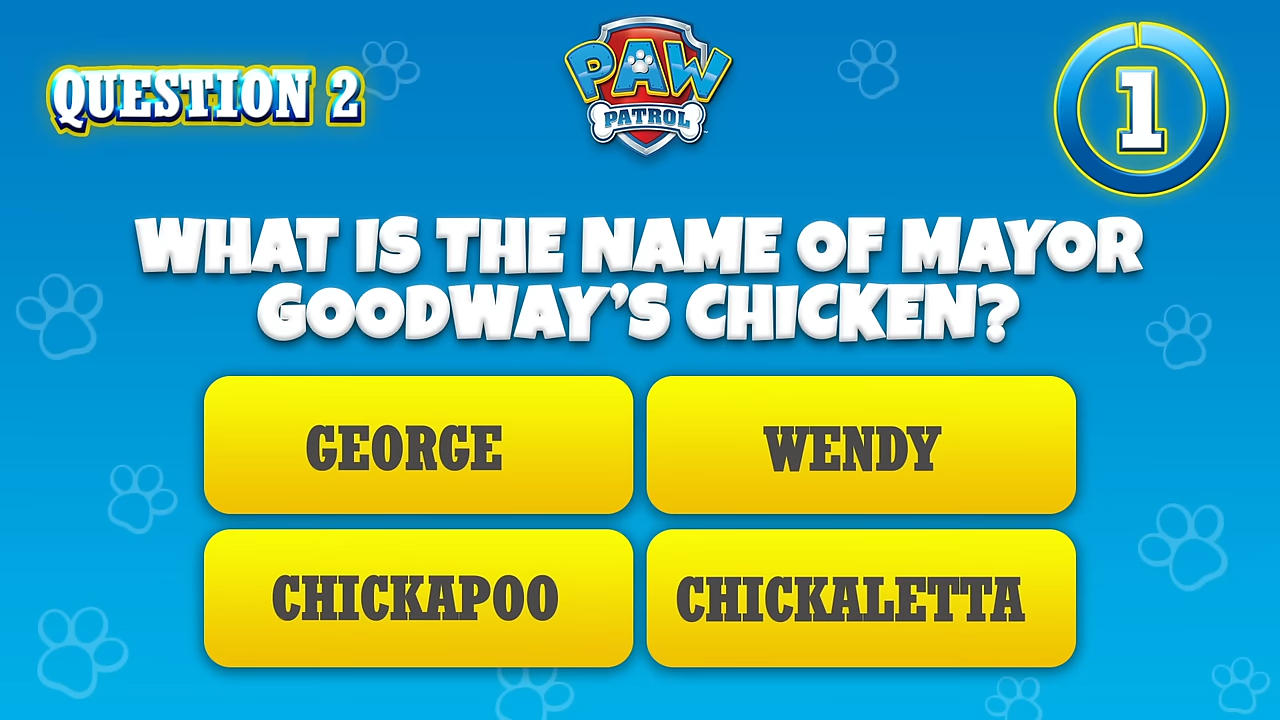 QUESTION 2
PAW
PATROL
1
WHAT IS THE NAME OF MAYOR
GOODWAY’S CHICKEN?
GEORGE
WENDY
CHICKAPOO
CHICKALETTA